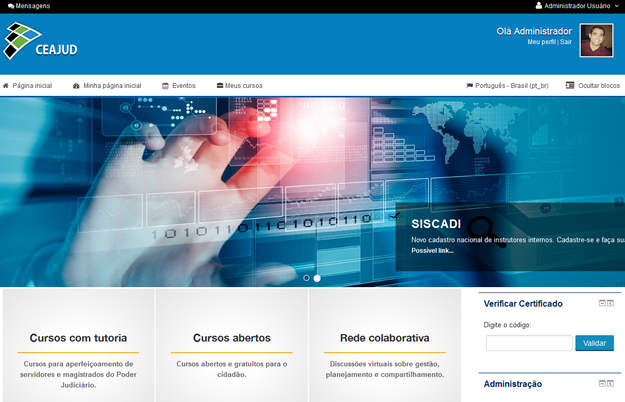 Mensagens
Administrador Usuário
CEAJUD
Olá Administrador
Meu perfil | Sair
Página inicial
Minha página inicial
Eventos
Meus cursos
Português - Brasil (pt_br)
Ocultar blocos
10101100010110
SISCADI
Novo cadastro nacional de instrutores internos. Cadastre-se e faça sua
Possível link...
Cursos com tutoria
Cursos para aperfeiçoamento de
servidores e magistrados do Poder
Judiciário.
Cursos abertos
Cursos abertos e gratuitos para o
cidadão.
Rede colaborativa
Discussões virtuais sobre gestão,
planejamento e compartilhamento.
Verificar Certificado
Digite o código:
Validar
Administração